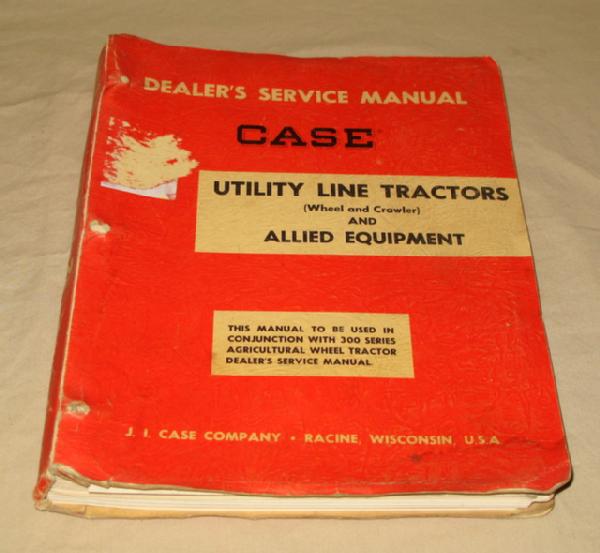 DEALER'S SERVICE MANUAL
CASE
UTILITY LINE TRACTORS
(Wheel and Crawler)
AND
ALLIED EQUIPMENT
THIS MANUAL TO BE USED IN
CONJUNCTION WITH 300 SERIES
AGRICULTURAL WHEEL TRACTOR
DEALER'S SERVICE MANUAL.
J. I. CASE COMPANY • RACINE, WISCONSIN, U.S.A.